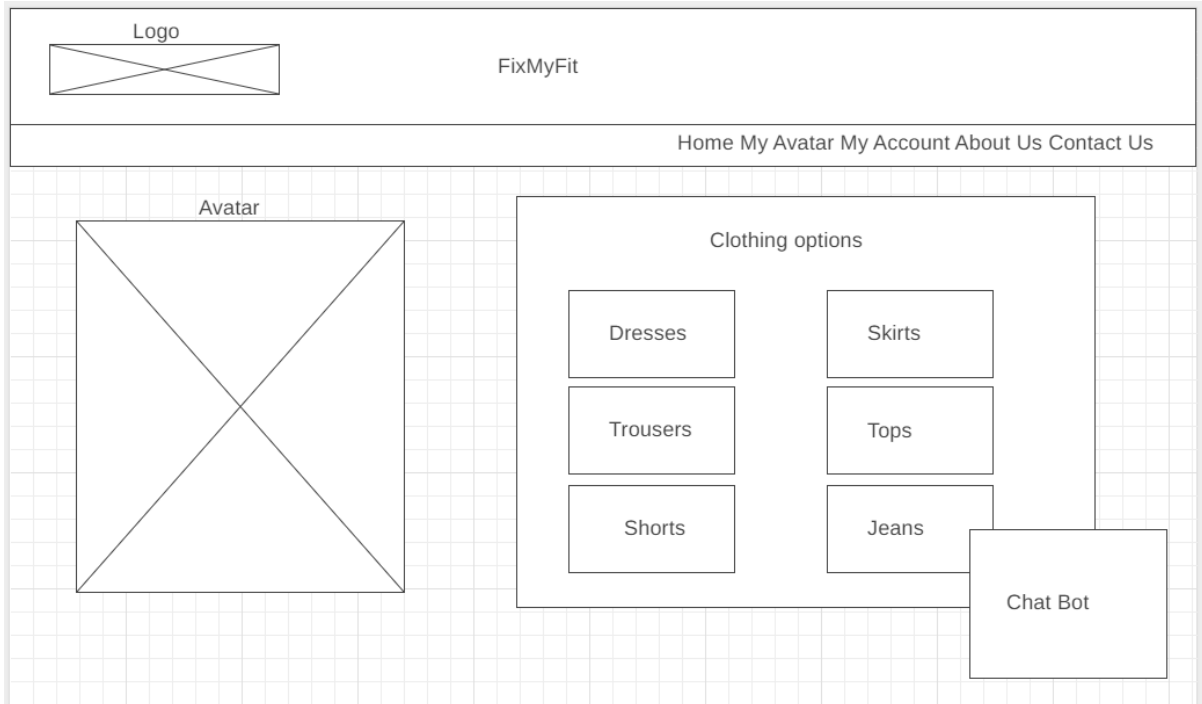 Logo
FixMyFit
Home My Avatar My Account About Us Contact Us
Avatar
Clothing options
Dresses
Skirts
Trousers
Tops
Shorts
Jeans
Chat Bot